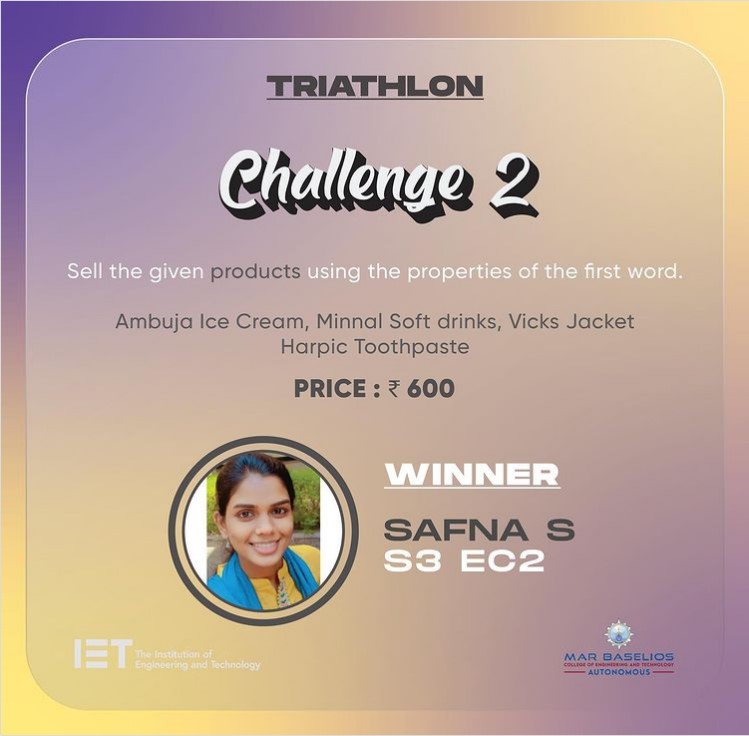 TRIATHLON
Challenge 2
Sell the given products using the properties of the first word.
Ambuja Ice Cream, Minnal Soft drinks, Vicks Jacket
Harpic Toothpaste
PRICE : ₹ 600
WINNER
SAFNA S
S3 EC2
IET The Institution of
Engineering and Technology
MAR BASELIOS
COLLEGE OF ENGINEERING AND TECHNOLOGY
AUTONOMOUS